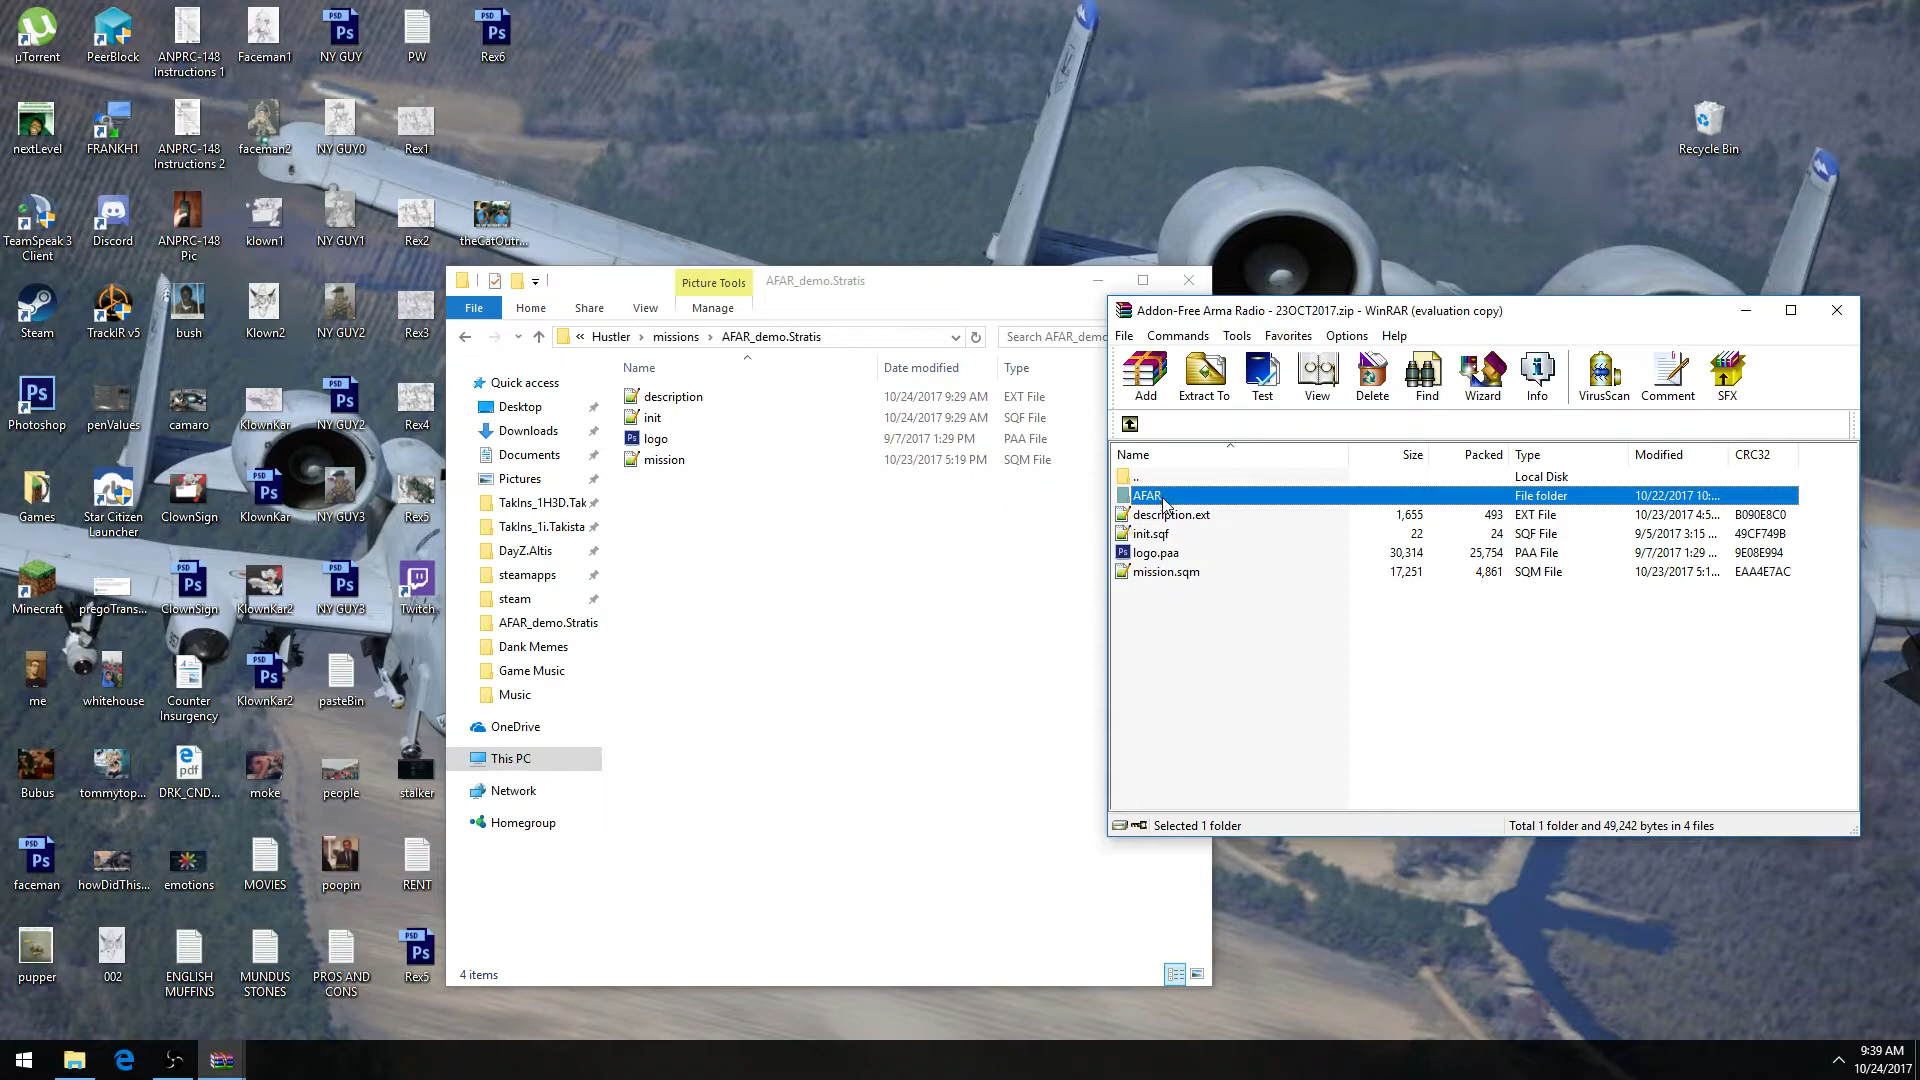 µTorrent
PeerBlock
ANPRC-148
Instructions 1
Faceman1
NY GUY
PW
Rex6
nextLevel
FRANKH1
ANPRC-148
Instructions 2
faceman2
NY GUY0
Rex1
Recycle Bin
TeamSpeak 3
Client
Discord
ANPRC-148
Pic
klown1
NY GUY1
Rex2
theCatOutr...
Steam
TrackIR v5
bush
Klown2
NY GUY2
Rex3
Photoshop
penValues
camaro
KlownKar
NY GUY2
Rex4
Games
Star Citizen
Launcher
ClownSign
KlownKar
NY GUY3
Rex5
Minecraft
pregoTrans...
ClownSign
KlownKar2
NY GUY3
Twitch
me
whitehouse
Counter
Insurgency
KlownKar2
pasteBin
Bubus
tommytop...
DRK_CND...
moke
people
stalker
faceman
howDidThis...
emotions
MOVIES
poopin
RENT
pupper
002
ENGLISH
MUFFINS
MUNDUS
STONES
PROS AND
CONS
Rex5
Picture Tools
AFAR_demo.Stratis
File
Home
Share
View
Manage
« Hustler › missions › AFAR_demo.Stratis
Search AFAR_demo
Name
Date modified
Type
description
10/24/2017 9:29 AM
EXT File
init
10/24/2017 9:29 AM
SQF File
logo
9/7/2017 1:29 PM
PAA File
mission
10/23/2017 5:19 PM
SQM File
Quick access
Desktop
Downloads
Documents
Pictures
TakIns_1H3D.Tak
TakIns_1i.Takista
DayZ.Altis
steamapps
steam
AFAR_demo.Stratis
Dank Memes
Game Music
Music
OneDrive
This PC
Network
Homegroup
4 items
Addon-Free Arma Radio - 23OCT2017.zip - WinRAR (evaluation copy)
File
Commands
Tools
Favorites
Options
Help
Add
Extract To
Test
View
Delete
Find
Wizard
Info
VirusScan
Comment
SFX
Name
Size
Packed
Type
Modified
CRC32
..
Local Disk
AFAR
File folder
10/22/2017 10:...
description.ext
1,655
493
EXT File
10/23/2017 4:5...
B090E8C0
init.sqf
22
24
SQF File
9/5/2017 3:15 ...
49CF749B
logo.paa
30,314
25,754
PAA File
9/7/2017 1:29 ...
9E08E994
mission.sqm
17,251
4,861
SQM File
10/23/2017 5:1...
EAA4E7AC
Selected 1 folder
Total 1 folder and 49,242 bytes in 4 files
9:39 AM
10/24/2017